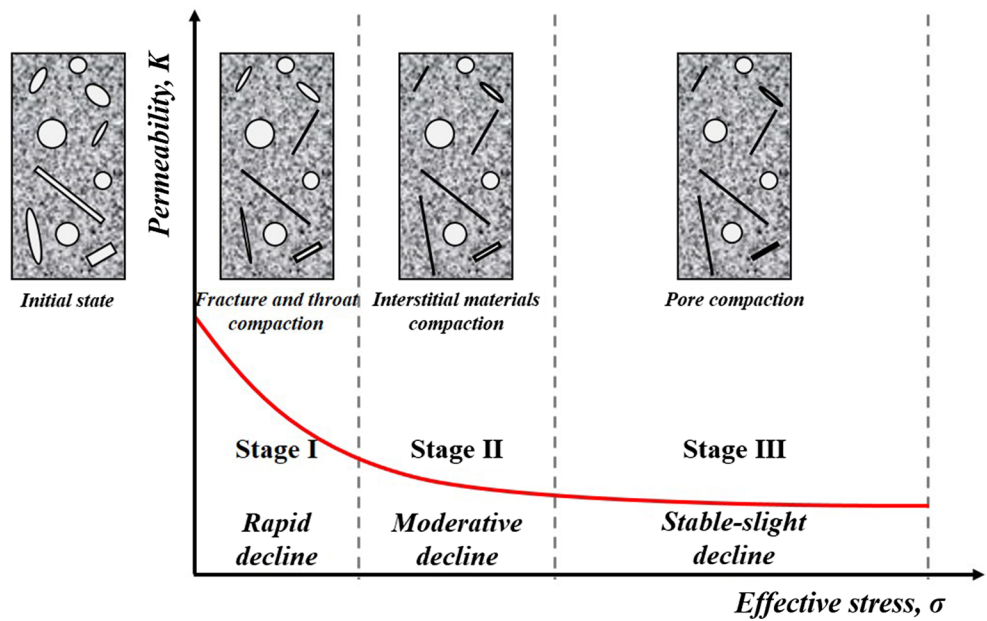 Permeability, K
Initial state
Fracture and throat
compaction
Interstitial materials
compaction
Pore compaction
Stage I
Stage II
Stage III
Rapid
decline
Moderative
decline
Stable-slight
decline
Effective stress, σ